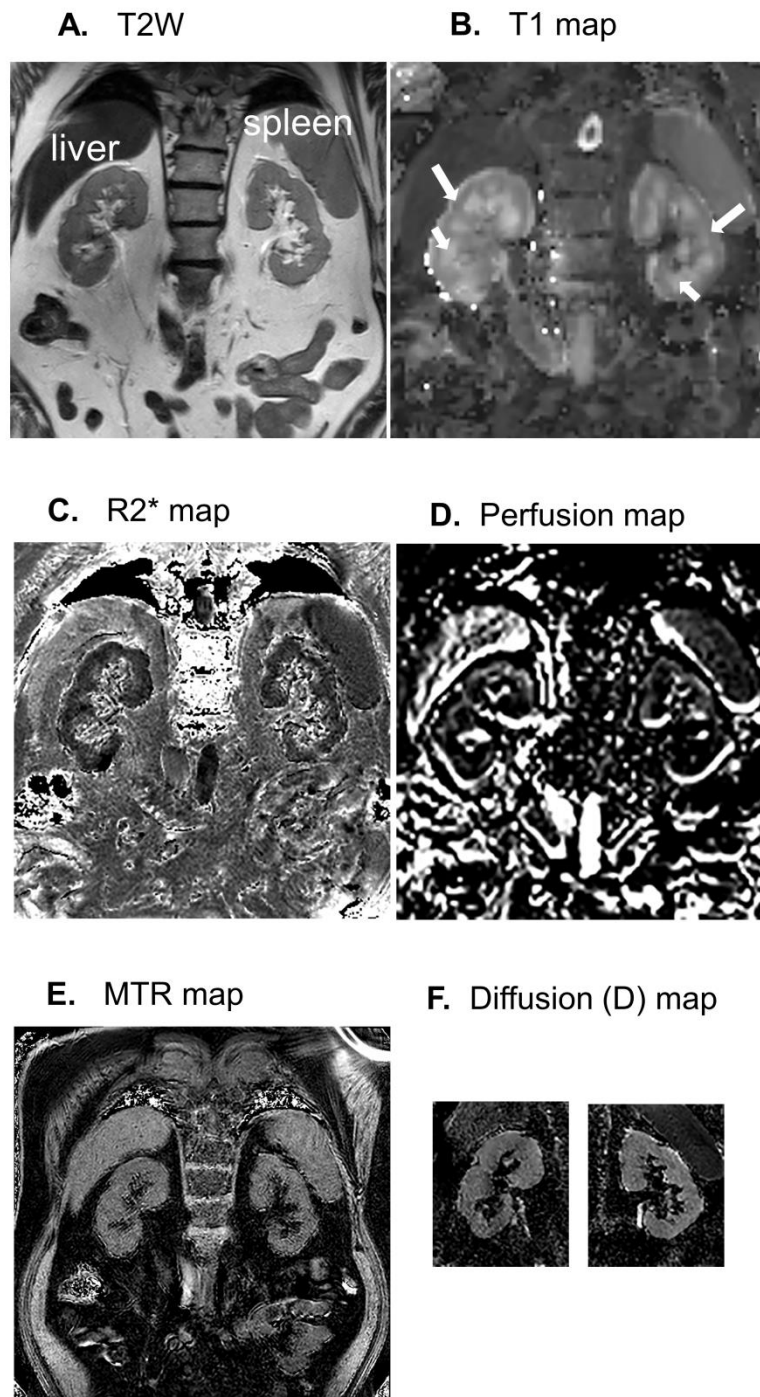 A. T2W
B. T1 map
liver
spleen
C. R2* map
D. Perfusion map
E. MTR map
F. Diffusion (D) map